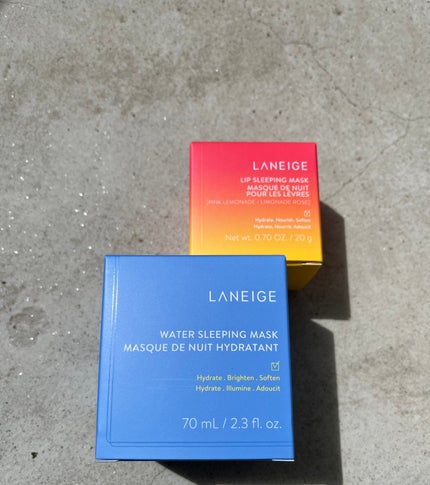 LANEIGE
LIP SLEEPING MASK
MASQUE DE NUIT
POUR LES LÈVRES
[PINK LEMONADE / LIMONADE ROSE]
Hydrate, Nourish, Soften
Hydrate, Nourrit, Adoucit
Net wt. 0.70 OZ. / 20 g
LANEIGE
WATER SLEEPING MASK
MASQUE DE NUIT HYDRATANT
Hydrate . Brighten . Soften
Hydrate . Illumine . Adoucit
70 mL / 2.3 fl. oz.